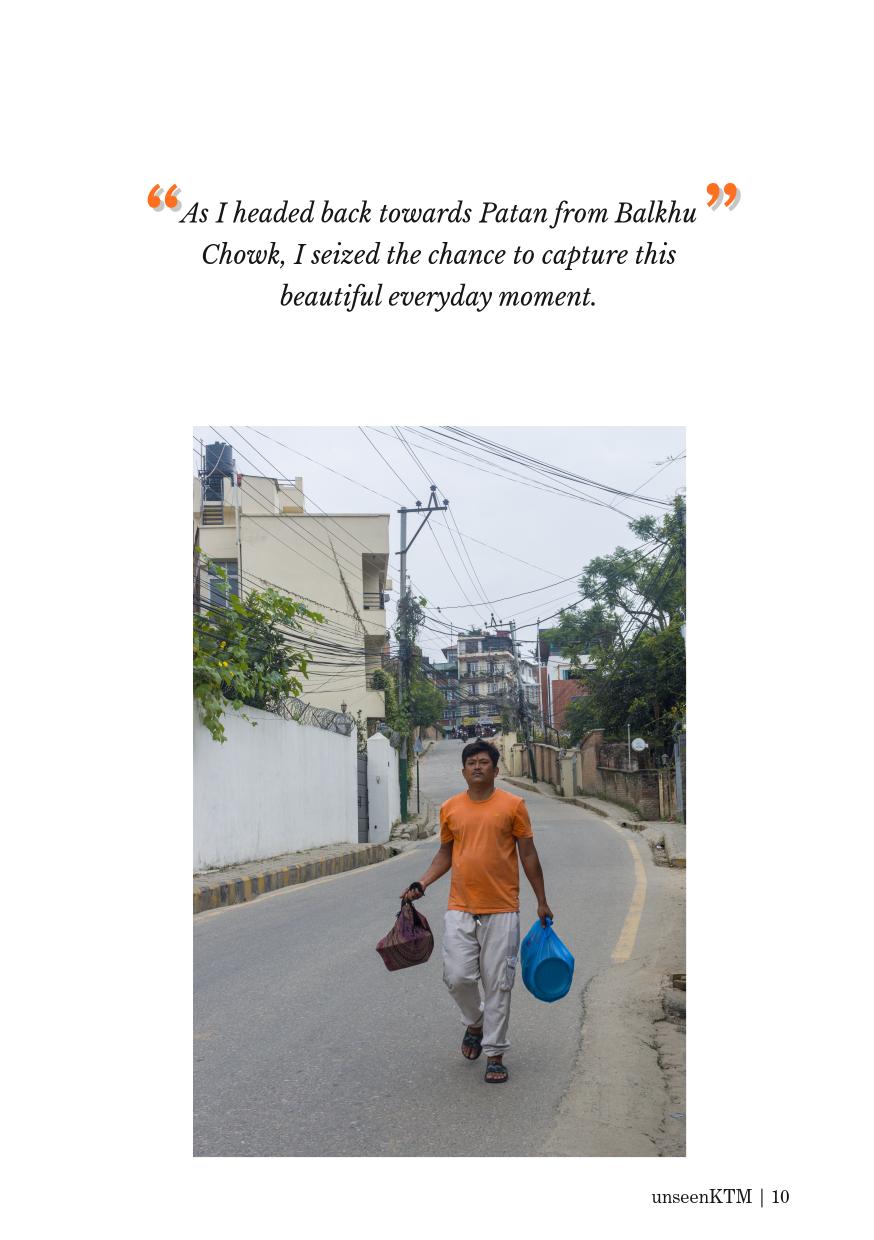 “As I headed back towards Patan from Balkhu”
Chowk, I seized the chance to capture this
beautiful everyday moment.
unseenKTM | 10